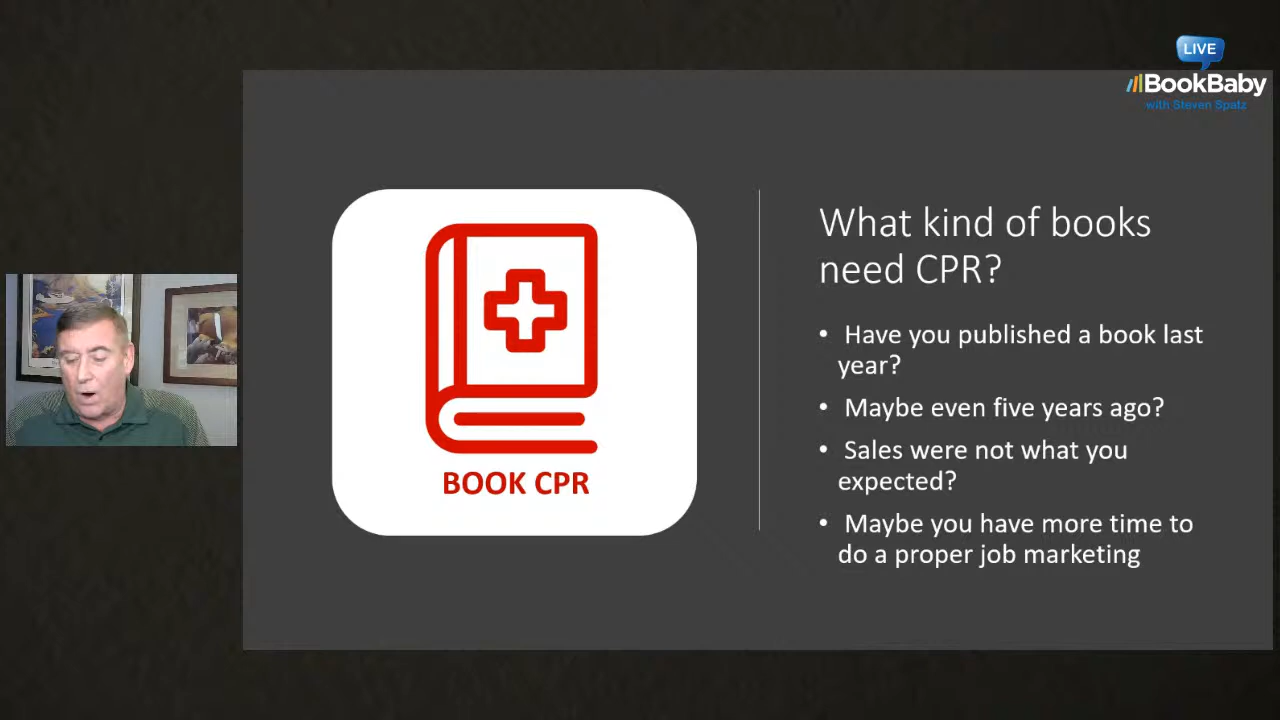 LIVE
BookBaby
with Steven Spatz
What kind of books
need CPR?
• Have you published a book last
year?
• Maybe even five years ago?
• Sales were not what you
expected?
• Maybe you have more time to
do a proper job marketing
BOOK CPR